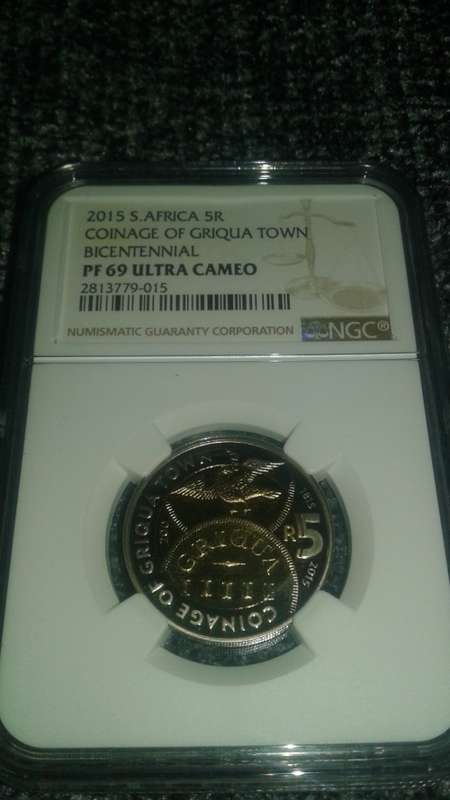 2015 S.AFRICA 5R
COINAGE OF GRIQUA TOWN
BICENTENNIAL
PF 69 ULTRA CAMEO
2813779-015
NUMISMATIC GUARANTY CORPORATION NGC®
COINAGE OF GRIQUA TOWN
GRIQUA
IIIII
R5
1815
2015